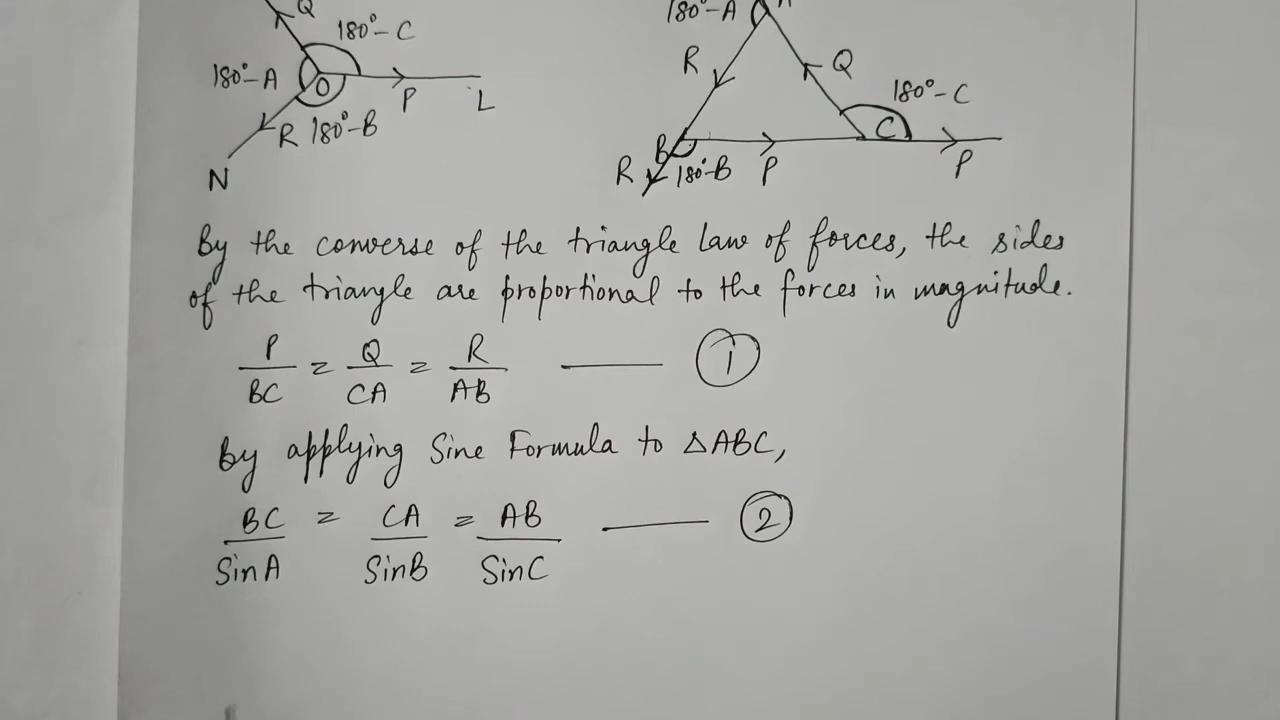 Q
180°-C
180°-A
O
P
L
R 180°-B
N
180°-A
R
Q
180°-C
B
C
R
180°-B
P
P
By the converse of the triangle law of forces, the sides
of the triangle are proportional to the forces in magnitude.
P/BC = Q/CA = R/AB —— ①
By applying Sine Formula to △ABC,
BC/SinA = CA/SinB = AB/SinC —— ②